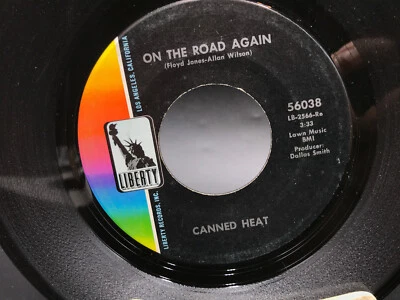 ON THE ROAD AGAIN
(Floyd Jones-Allan Wilson)
LOS ANGELES, CALIFORNIA
56038
LB-2566-Re
3:33
Lawn Music
BMI
Producer:
Dallas Smith
LIBERTY
LIBERTY RECORDS, INC.
CANNED HEAT